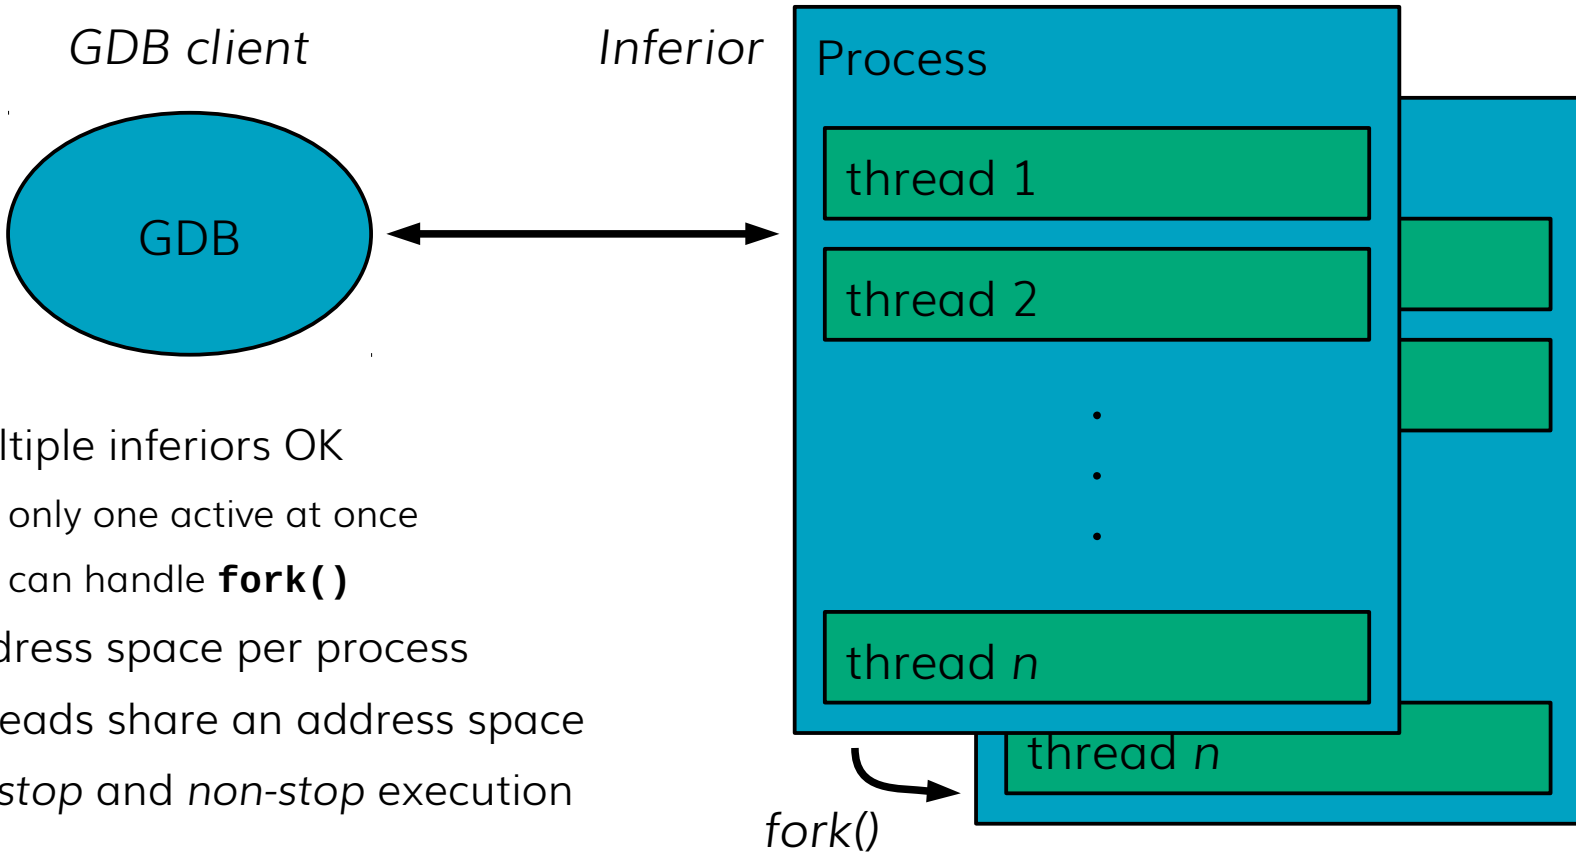 GDB client
Inferior
Process
thread 1
GDB
thread 2
.
.
.
ltiple inferiors OK
only one active at once
can handle fork()
dress space per process
thread n
eads share an address space
thread n
stop and non-stop execution
fork()